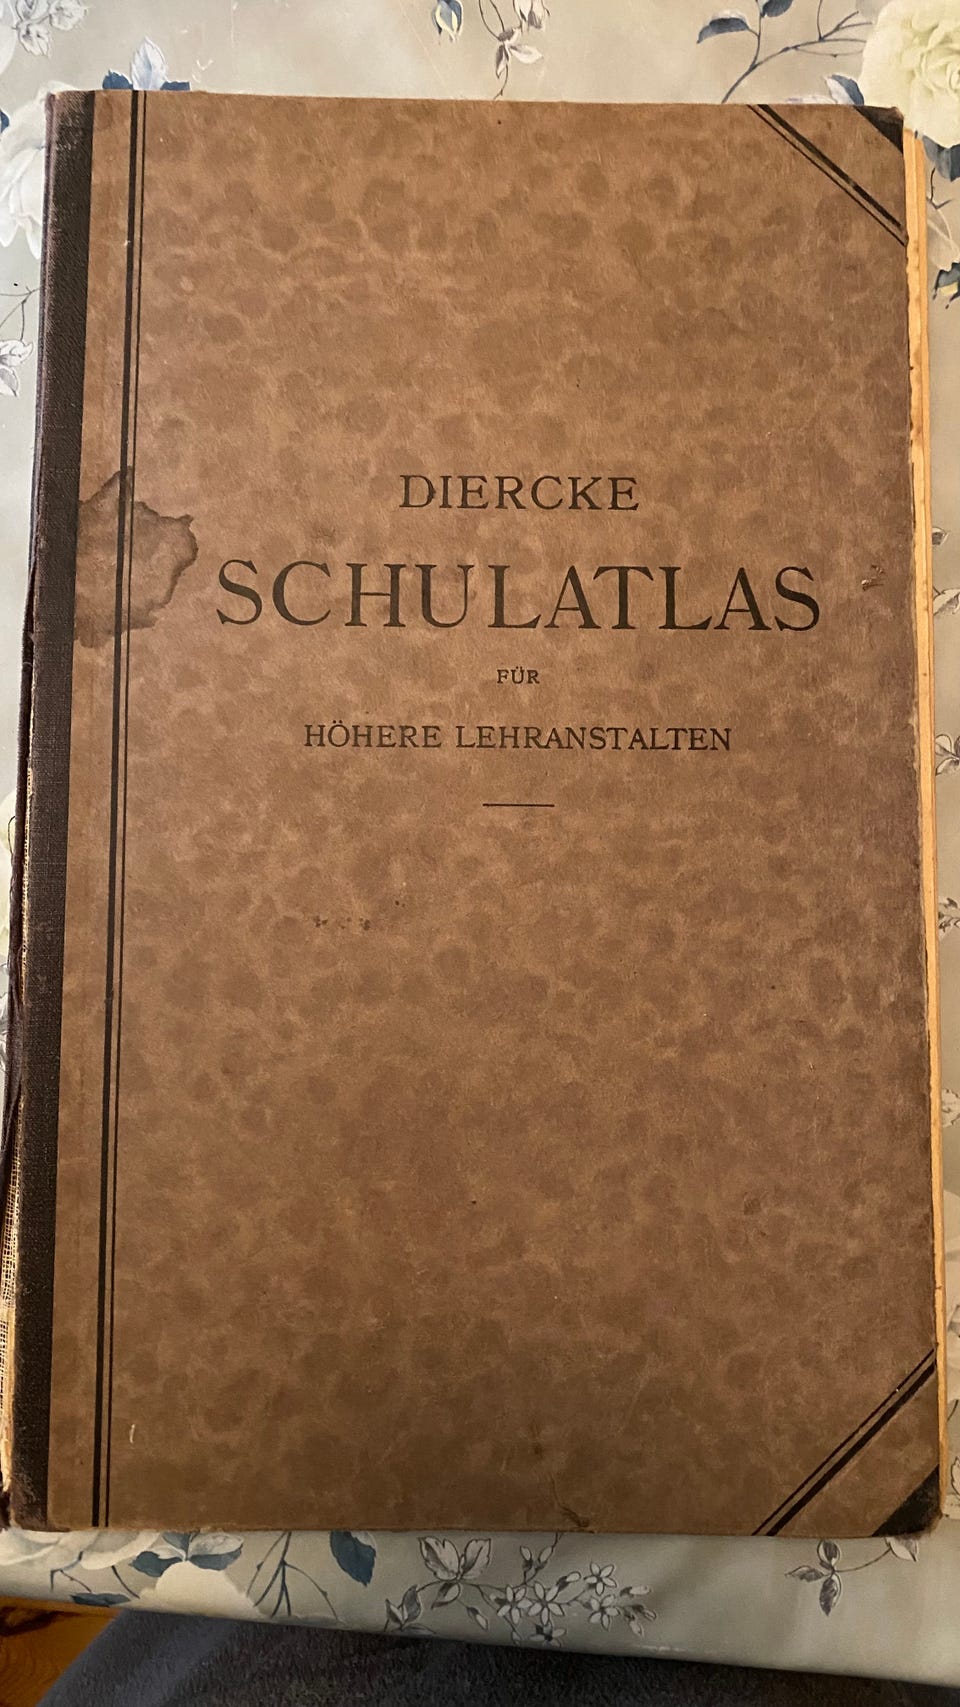 DIERCKE
SCHULATLAS
FÜR
HÖHERE LEHRANSTALTEN